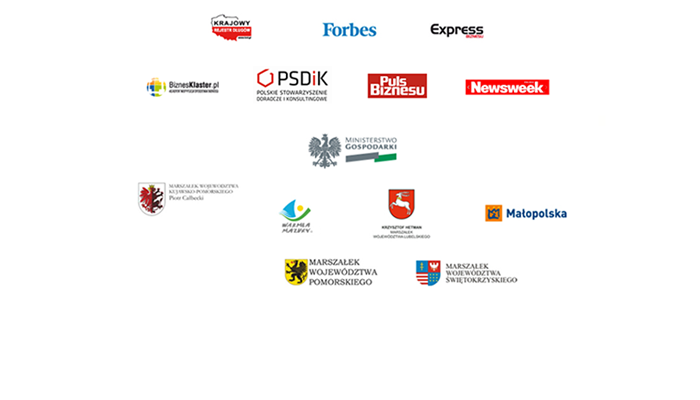 KRAJOWY
REJESTR DŁUGÓW
Forbes
Express
BiznesKlaster.pl
PSDiK
POLSKIE STOWARZYSZENIE
DORADCZE I KONSULTINGOWE
Puls
Biznesu
Newsweek
MINISTERSTWO
GOSPODARKI
MARSZAŁEK WOJEWÓDZTWA
KUJAWSKO-POMORSKIEGO
Piotr Całbecki
WARMIA
MAZURY
KRZYSZTOF HETMAN
MARSZAŁEK
WOJEWÓDZTWA LUBELSKIEGO
Małopolska
MARSZAŁEK
WOJEWÓDZTWA
POMORSKIEGO
MARSZAŁEK
WOJEWÓDZTWA
ŚWIĘTOKRZYSKIEGO